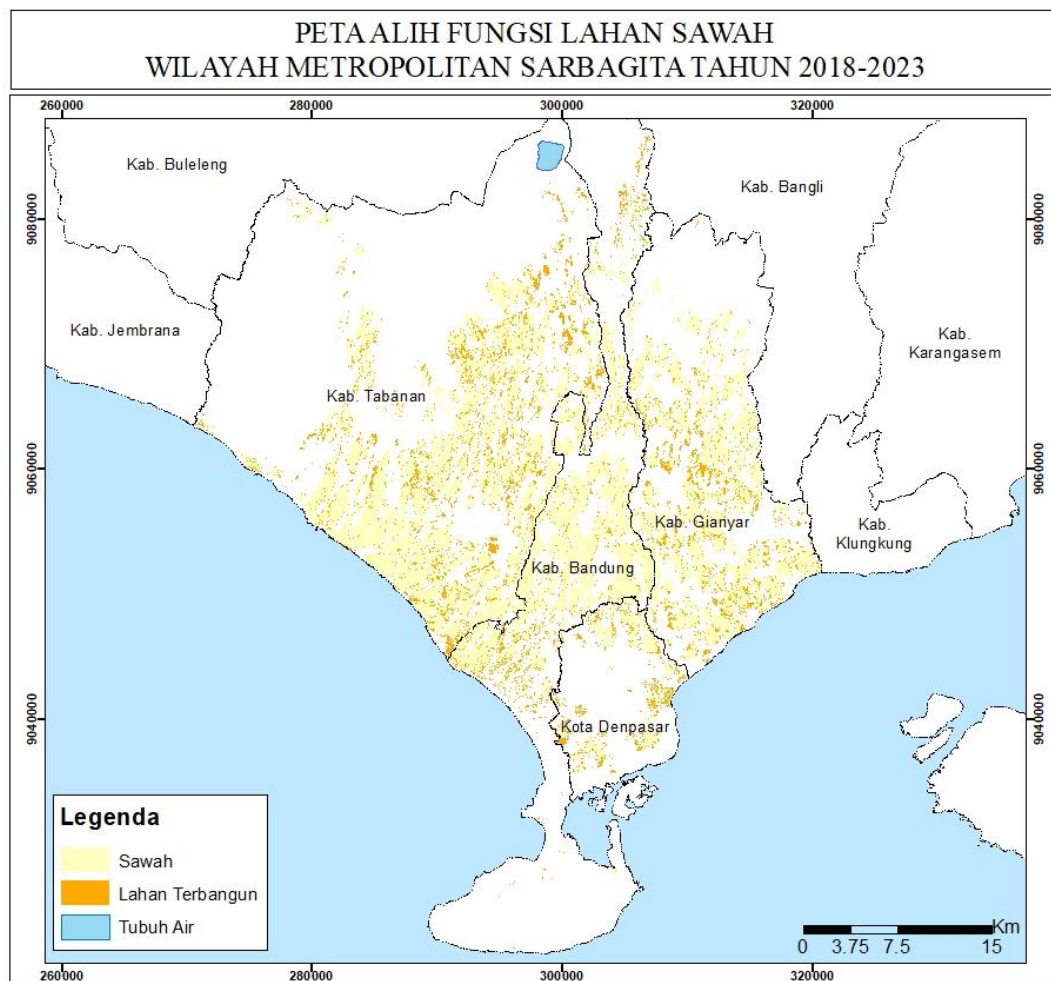 PETA ALIH FUNGSI LAHAN SAWAH
WILAYAH METROPOLITAN SARBAGITA TAHUN 2018-2023
260000
280000
300000
320000
Kab. Buleleng
Kab. Bangli
9080000
9080000
Kab. Jembrana
Kab.
Karangasem
Kab. Tabanan
9060000
9060000
Kab. Gianyar
Kab.
Klungkung
Kab. Bandung
9040000
9040000
Kota Denpasar
Legenda
Sawah
Lahan Terbangun
Tubuh Air
Km
0 3.75 7.5 15
260000
280000
300000
320000